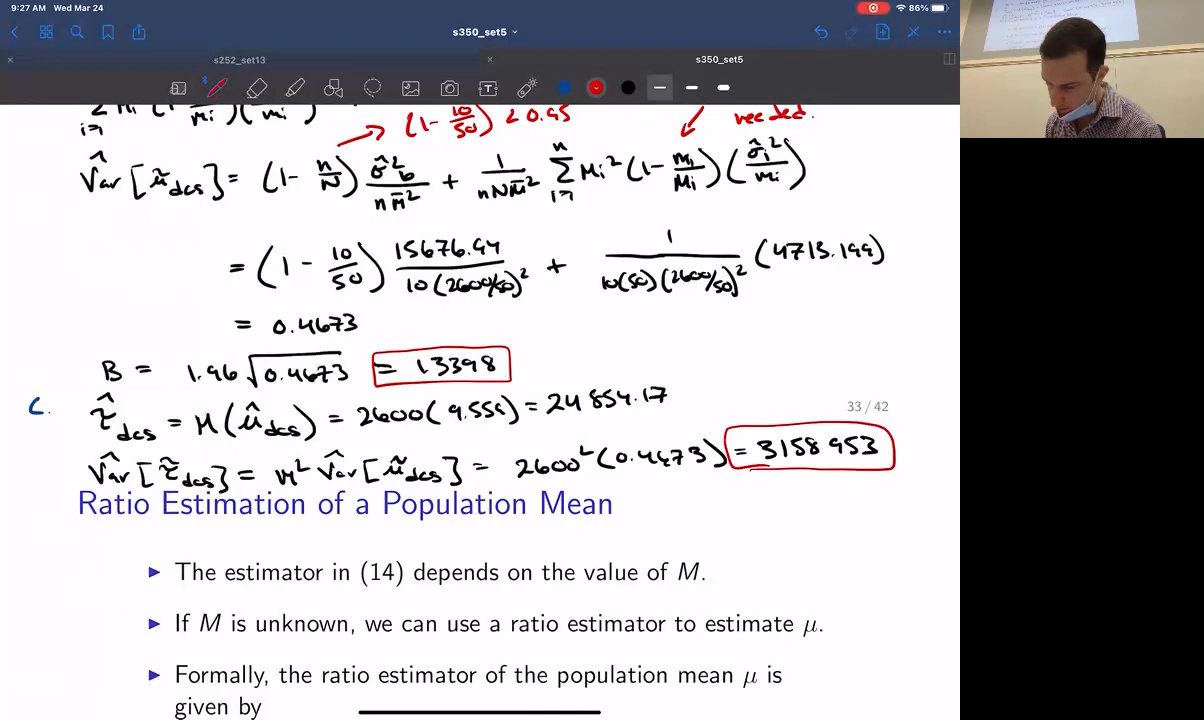 9:27 AM Wed Mar 24
86%
s350_set5
s252_set13
s350_set5
(1 - 10/50) < 0.95
needed.
V̂ar [μ̃dcs] = (1 - n/N) σ̂²b / nM̄² + 1/nNM̄² Σ i=1 n Mi² (1 - mi/Mi) (σ̂i²/mi)
= (1 - 10/50) 15676.94 / 10(2600/50)² + 1 / 10(50)(2600/50)² (4713.199)
= 0.4673
B = 1.96 √0.4673 = 1.3398
C. τ̂dcs = M(μ̂dcs) = 2600(9.559) = 24 854.17
33 / 42
V̂ar [τ̃dcs] = M² V̂ar [μ̃dcs] = 2600² (0.4673) = 3158 953
Ratio Estimation of a Population Mean
► The estimator in (14) depends on the value of M.
► If M is unknown, we can use a ratio estimator to estimate μ.
► Formally, the ratio estimator of the population mean μ is
given by